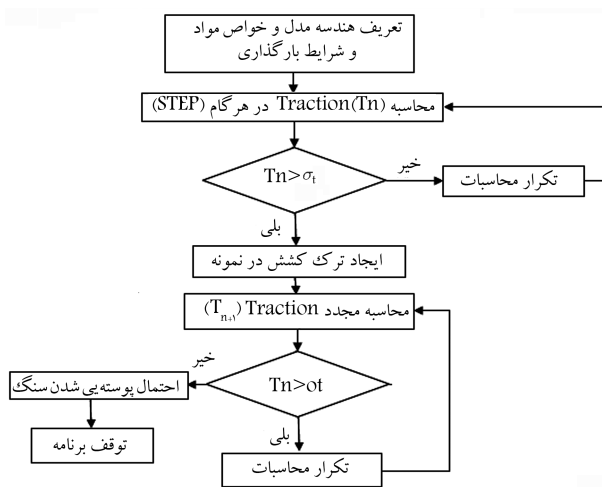 تعریف هندسه مدل و خواص مواد
و شرایط بارگذاری
محاسبه Traction(Tn) در هرگام (STEP)
Tn>σt
خیر
تکرار محاسبات
بلی
ایجاد ترک کشش در نمونه
محاسبه مجدد Traction (Tn+۱)
Tn>ot
خیر
احتمال پوسته‌یی شدن سنگ
توقف برنامه
بلی
تکرار محاسبات